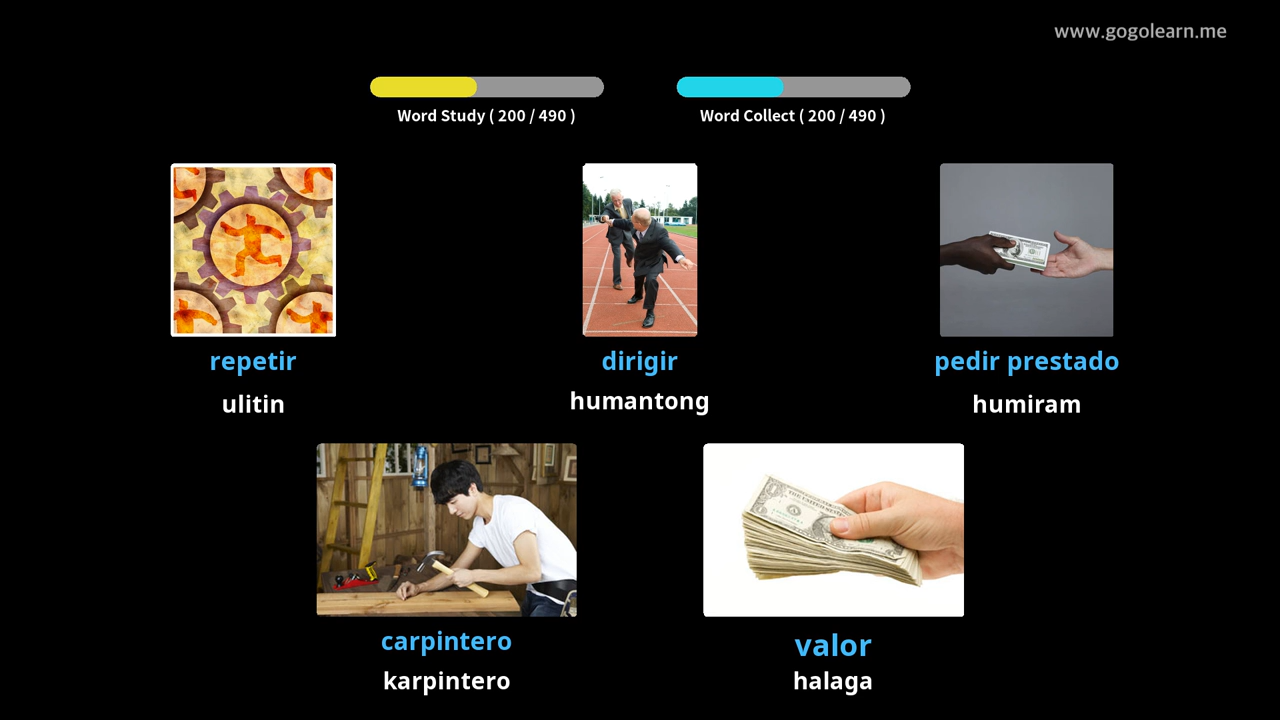 www.gogolearn.me
Word Study ( 200 / 490 )
Word Collect ( 200 / 490 )
repetir
ulitin
dirigir
humantong
pedir prestado
humiram
carpintero
karpintero
valor
halaga